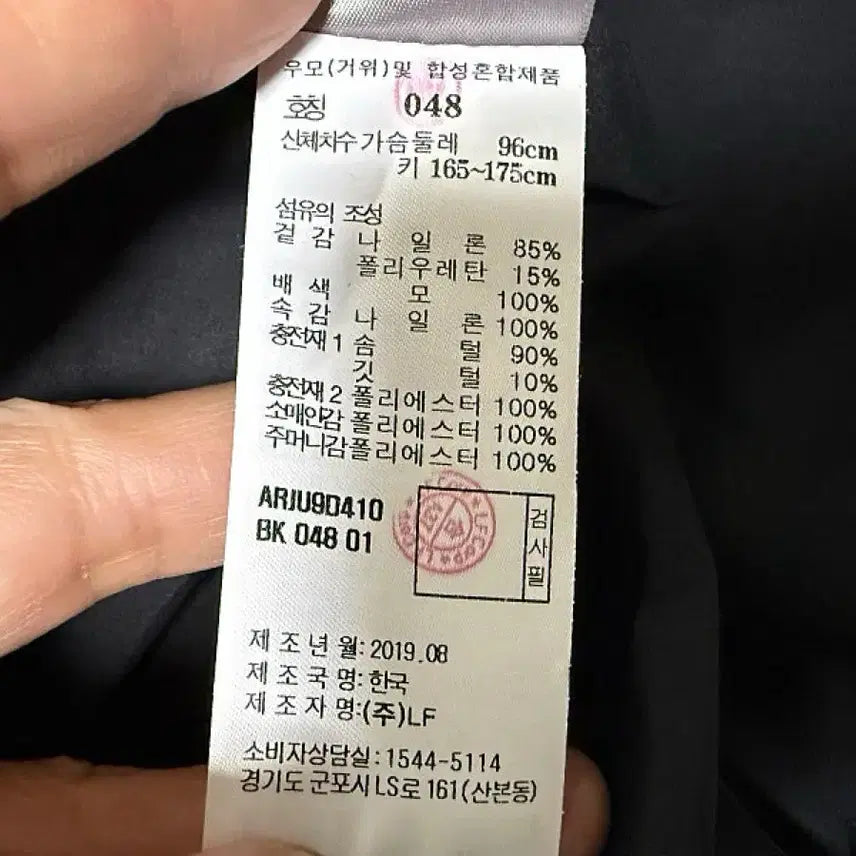 우모(거위)및 합성혼합제품
호칭 048
신체치수 가슴둘레 96cm
키 165~175cm
섬유의 조성
겉감 나일론 85%
폴리우레탄 15%
배색 모 100%
속감 나일론 100%
충전재1 솜털 90%
깃털 10%
충전재2 폴리에스터 100%
소매안감 폴리에스터 100%
주머니감 폴리에스터 100%
ARJU9D410
BK 048 01
검사필
제조년월: 2019.08
제조국명: 한국
제조자명: (주)LF
소비자상담실: 1544-5114
경기도 군포시 LS로 161(산본동)